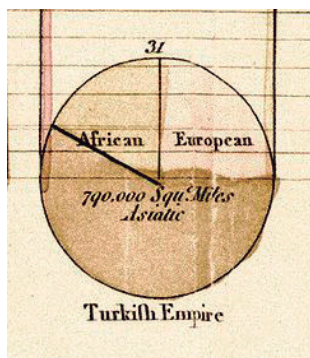 31
African European
790.000 Squ. Miles
Asiatic
Turkish Empire